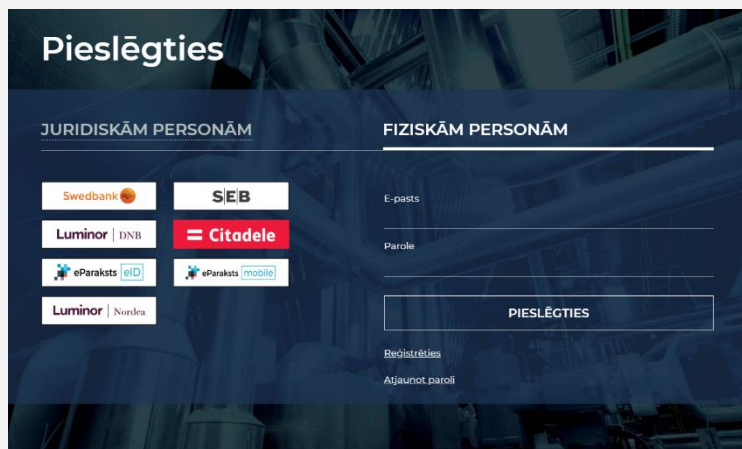 Pieslēgties
JURIDISKĀM PERSONĀM
FIZISKĀM PERSONĀM
Swedbank
SEB
Luminor | DNB
Citadele
eParaksts eID
eParaksts mobile
Luminor | Nordea
E-pasts
Parole
PIESLĒGTIES
Reģistrēties
Atjaunot paroli